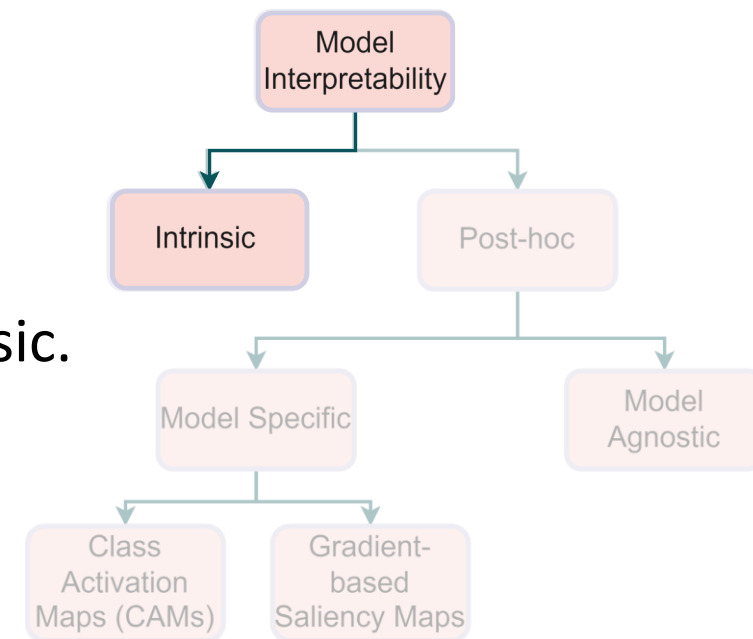 Model
Interpretability
Intrinsic
Post-hoc
sic.
Model Specific
Model
Agnostic
Class
Activation
Maps (CAMs)
Gradient-
based
Saliency Maps